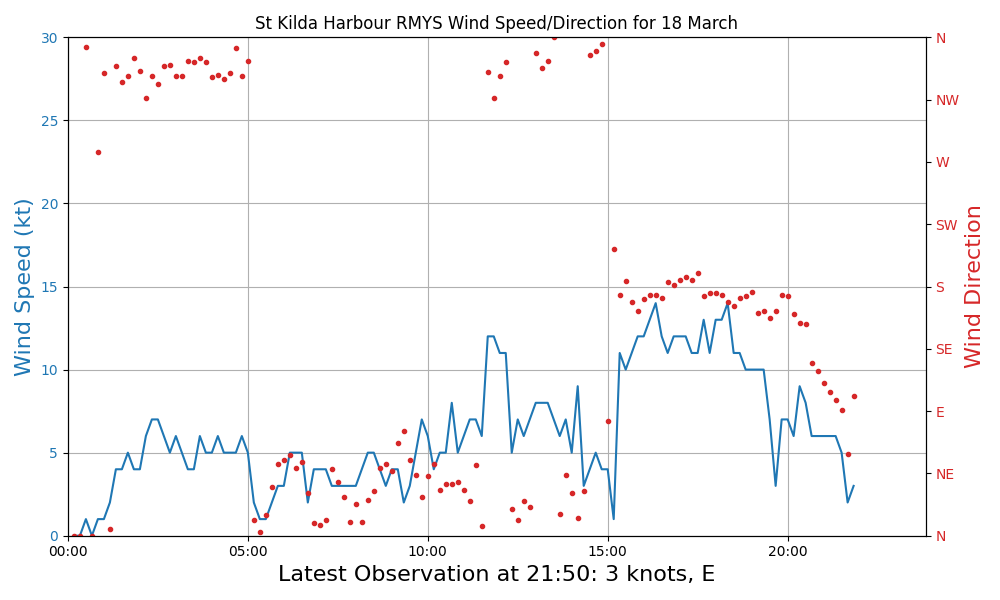 St Kilda Harbour RMYS Wind Speed/Direction for 18 March
30
25
20
15
10
5
0
Wind Speed (kt)
N
NW
W
SW
S
SE
E
NE
N
Wind Direction
00:00 05:00 10:00 15:00 20:00
Latest Observation at 21:50: 3 knots, E